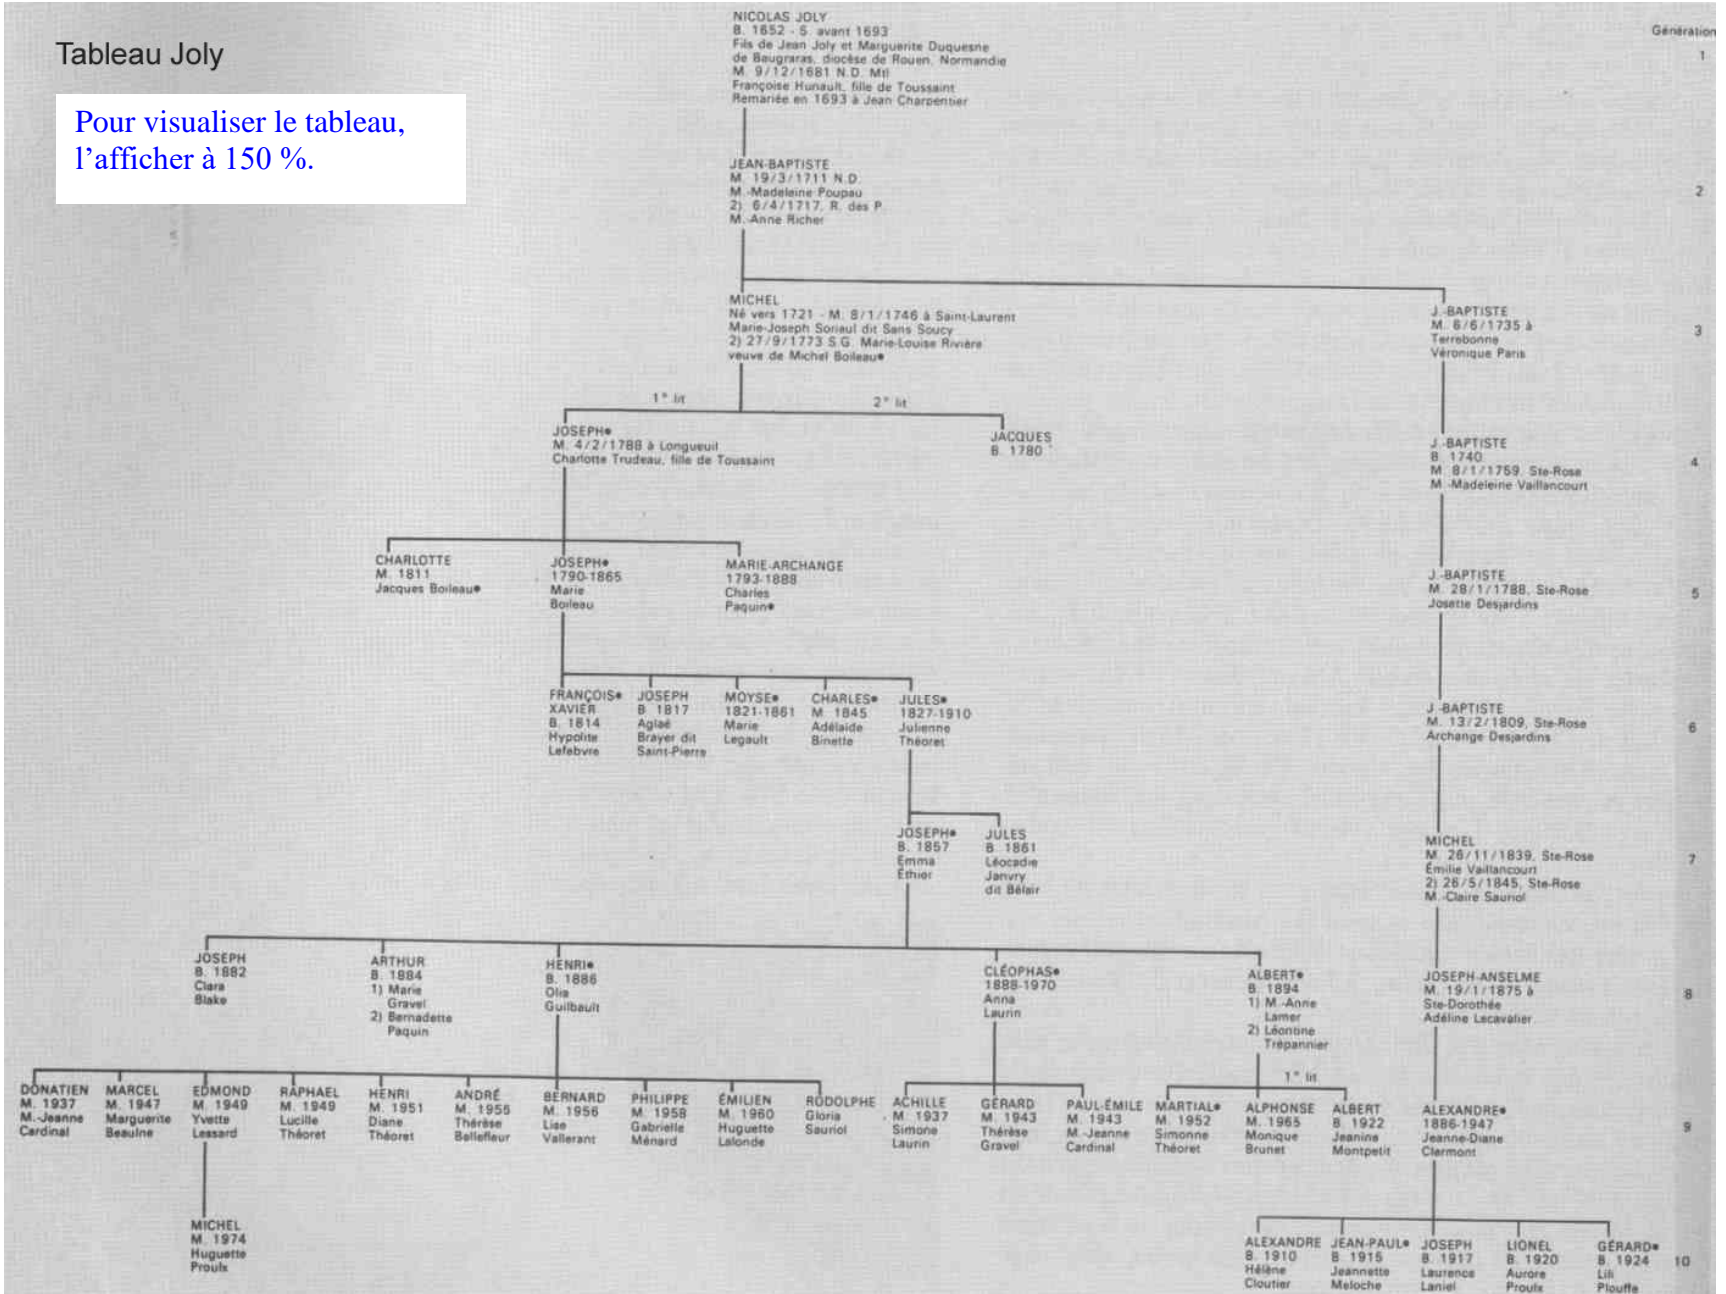 Tableau Joly
Pour visualiser le tableau,
l'afficher à 150 %.
Génération
1
NICOLAS JOLY
B. 1652 - S. avant 1693
Fils de Jean Joly et Marguerite Duquesne
de Baugraras, diocèse de Rouen, Normandie
M. 9/12/1681 N.D. Mtl
Françoise Hunault, fille de Toussaint
Remariée en 1693 à Jean Charpentier
2
JEAN-BAPTISTE
M. 19/3/1711 N.D.
M.-Madeleine Poupau
2) 6/4/1717, R. des P.
M.-Anne Richer
3
MICHEL
Né vers 1721 - M. 8/1/1746 à Saint-Laurent
Marie-Joseph Soriaul dit Sans Soucy
2) 27/9/1773 S.G. Marie-Louise Rivière
veuve de Michel Boileau•
J.-BAPTISTE
M. 6/6/1735 à
Terrebonne
Véronique Paris
1° lit
2° lit
4
JOSEPH•
M. 4/2/1788 à Longueuil
Charlotte Trudeau, fille de Toussaint
JACQUES
B. 1780
J.-BAPTISTE
B. 1740
M. 8/1/1759, Ste-Rose
M.-Madeleine Vaillancourt
5
CHARLOTTE
M. 1811
Jacques Boileau•
JOSEPH•
1790-1865
Marie
Boileau
MARIE-ARCHANGE
1793-1888
Charles
Paquin•
J.-BAPTISTE
M. 28/1/1788, Ste-Rose
Josette Desjardins
6
FRANÇOIS•
XAVIER
B. 1814
Hypolite
Lefebvre
JOSEPH
B. 1817
Aglaé
Brayer dit
Saint-Pierre
MOYSE•
1821-1861
Marie
Legault
CHARLES•
M. 1845
Adélaide
Binette
JULES•
1827-1910
Julienne
Théoret
J.-BAPTISTE
M. 13/2/1809, Ste-Rose
Archange Desjardins
7
JOSEPH•
B. 1857
Emma
Éthier
JULES
B. 1861
Léocadie
Janvry
dit Bélair
MICHEL
M. 26/11/1839, Ste-Rose
Émilie Vaillancourt
2) 26/5/1845, Ste-Rose
M.-Claire Sauriol
8
JOSEPH
B. 1882
Clara
Blake
ARTHUR
B. 1884
1) Marie
Gravel
2) Bernadette
Paquin
HENRI•
B. 1886
Olia
Guilbault
CLÉOPHAS•
1888-1970
Anna
Laurin
ALBERT•
B. 1894
1) M.-Anne
Lamer
2) Léontine
Trépannier
JOSEPH-ANSELME
M. 19/1/1875 à
Ste-Dorothée
Adéline Lecavalier
1° lit
9
DONATIEN
M. 1937
M.-Jeanne
Cardinal
MARCEL
M. 1947
Marguerite
Beaulne
EDMOND
M. 1949
Yvette
Lessard
RAPHAEL
M. 1949
Lucille
Théoret
HENRI
M. 1951
Diane
Théoret
ANDRÉ
M. 1955
Thérèse
Bellefleur
BERNARD
M. 1956
Lise
Vallerant
PHILIPPE
M. 1958
Gabrielle
Ménard
ÉMILIEN
M. 1960
Huguette
Lalonde
RODOLPHE
Gloria
Sauriol
ACHILLE
M. 1937
Simone
Laurin
GÉRARD
M. 1943
Thérèse
Gravel
PAUL-ÉMILE
M. 1943
M.-Jeanne
Cardinal
MARTIAL•
M. 1952
Simonne
Théoret
ALPHONSE
M. 1965
Monique
Brunet
ALBERT
B. 1922
Jeanine
Montpetit
ALEXANDRE•
1886-1947
Jeanne-Diane
Clermont
10
MICHEL
M. 1974
Huguette
Proulx
ALEXANDRE
B. 1910
Hélène
Cloutier
JEAN-PAUL•
B. 1915
Jeannette
Meloche
JOSEPH
B. 1917
Laurence
Laniel
LIONEL
B. 1920
Aurore
Proulx
GÉRARD•
B. 1924
Lili
Plouffe